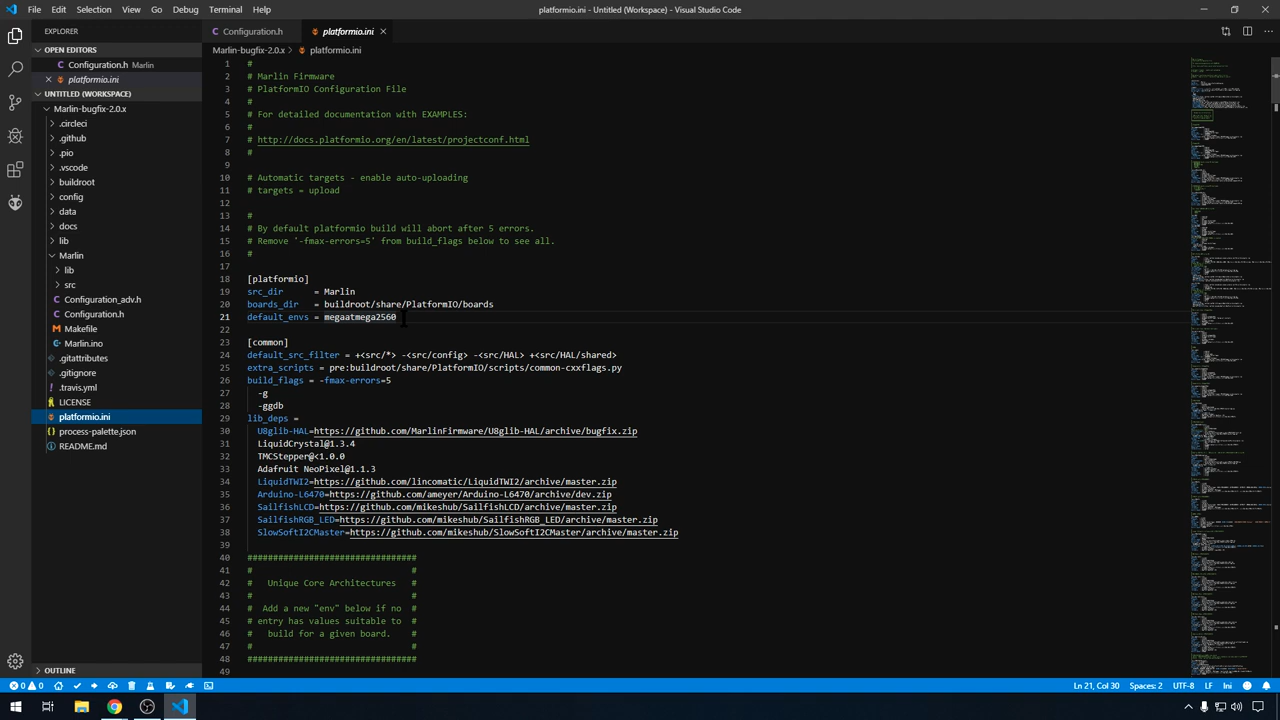 File Edit Selection View Go Debug Terminal Help
platformio.ini - Untitled (Workspace) - Visual Studio Code
EXPLORER
OPEN EDITORS
Configuration.h Marlin
platformio.ini
UNTITLED (WORKSPACE)
Marlin-bugfix-2.0.x
.circleci
.github
.pio
.vscode
buildroot
config
data
docs
lib
Marlin
lib
src
Configuration_adv.h
Configuration.h
Makefile
Marlin.ino
.gitattributes
.gitignore
.travis.yml
LICENSE
platformio.ini
process-palette.json
README.md
OUTLINE
Configuration.h
platformio.ini
Marlin-bugfix-2.0.x > platformio.ini
1 #
2 # Marlin Firmware
3 # PlatformIO Configuration File
4 #
5 # For detailed documentation with EXAMPLES:
6 #
7 # http://docs.platformio.org/en/latest/projectconf.html
8 #
9
10 # Automatic targets - enable auto-uploading
11 # targets = upload
12
13 #
14 # By default platformio build will abort after 5 errors.
15 # Remove '-fmax-errors=5' from build_flags below to see all.
16 #
17
18 [platformio]
19 src_dir = Marlin
20 boards_dir = buildroot/share/PlatformIO/boards
21 default_envs = megaatmega2560
22
23 [common]
24 default_src_filter = +<src/*> -<src/config> -<src/HAL> +<src/HAL/shared>
25 extra_scripts = pre:buildroot/share/PlatformIO/scripts/common-cxxflags.py
26 build_flags = -fmax-errors=5
27 -g
28 -ggdb
29 lib_deps =
30 U8glib-HAL=https://github.com/MarlinFirmware/U8glib-HAL/archive/bugfix.zip
31 LiquidCrystal@1.3.4
32 TMCStepper@<1.0.0
33 Adafruit NeoPixel@1.1.3
34 LiquidTWI2=https://github.com/lincomatic/LiquidTWI2/archive/master.zip
35 Arduino-L6470=https://github.com/ameyer/Arduino-L6470/archive/dev.zip
36 SailfishLCD=https://github.com/mikeshub/SailfishLCD/archive/master.zip
37 SailfishRGB_LED=https://github.com/mikeshub/SailfishRGB_LED/archive/master.zip
38 SlowSoftI2CMaster=https://github.com/mikeshub/SlowSoftI2CMaster/archive/master.zip
39
40 #################################
41 # #
42 # Unique Core Architectures #
43 # #
44 # Add a new "env" below if no #
45 # entry has values suitable to #
46 # build for a given board. #
47 # #
48 #################################
49
0 0
Ln 21, Col 30 Spaces: 2 UTF-8 LF Ini